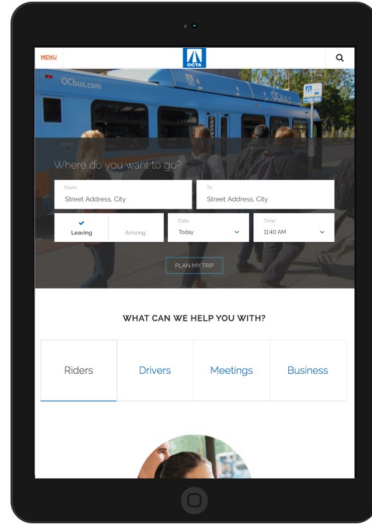 MENU
OCTA
OCbus.com
Where do you want to go?
From
To
Street Address, City
Street Address, City
Leaving
Arriving
Date
Today
Time
11:40 AM
PLAN MY TRIP
WHAT CAN WE HELP YOU WITH?
Riders
Drivers
Meetings
Business